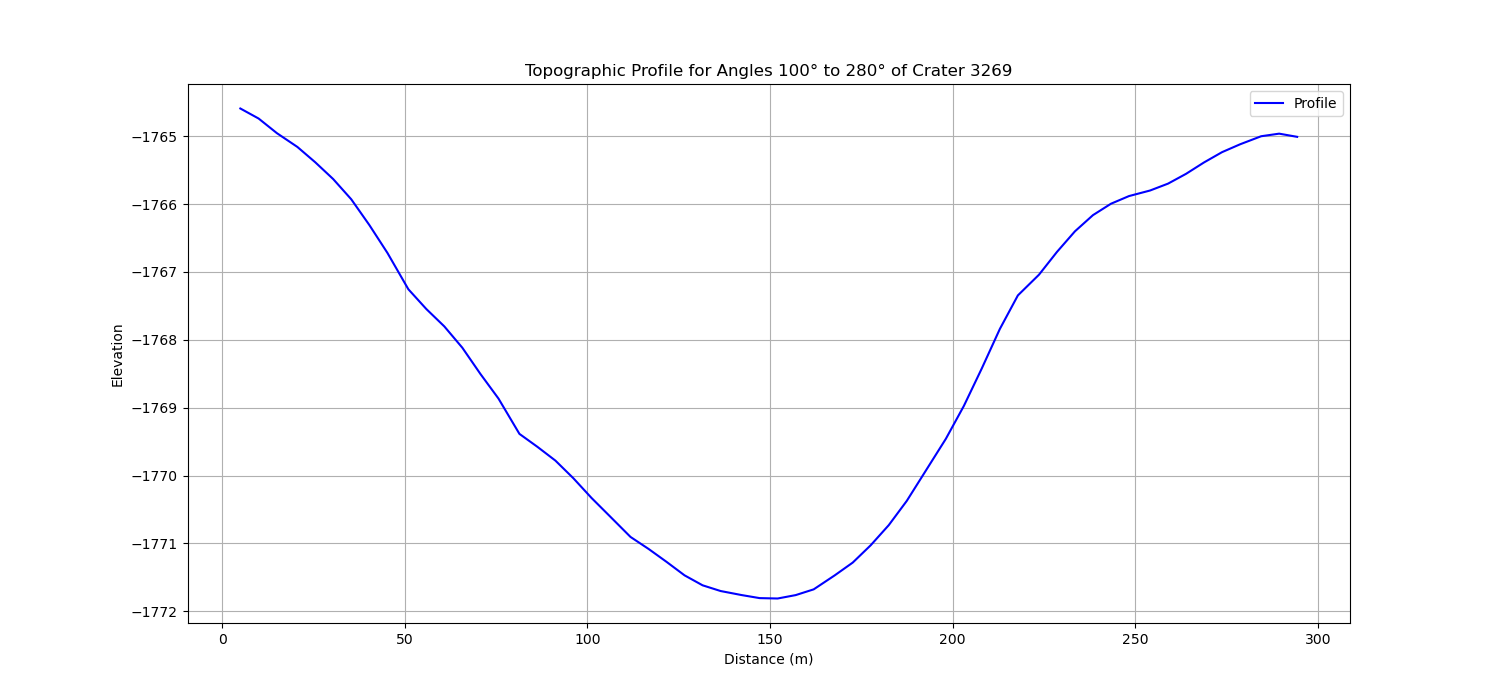 Topographic Profile for Angles 100° to 280° of Crater 3269
Profile
−1765
−1766
−1767
−1768
−1769
−1770
−1771
−1772
Elevation
0 50 100 150 200 250 300
Distance (m)